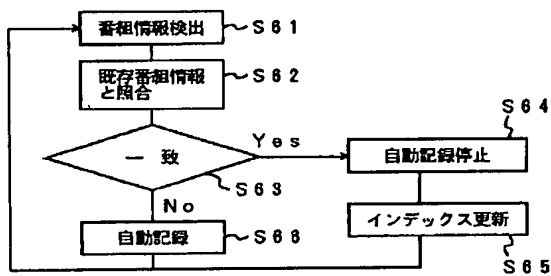 番組情報検出 S61
既存番組情報
と照合 S62
一致 S63
Yes
No
自動記録停止 S64
インデックス更新 S65
自動記録 S66